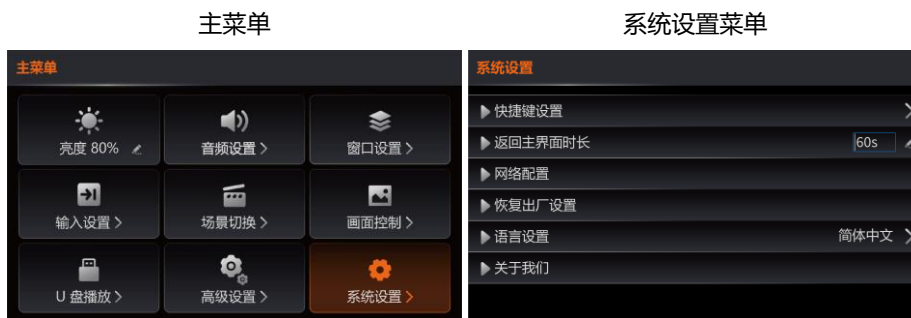 主菜单
系统设置菜单
主菜单
亮度 80%
音频设置
窗口设置
输入设置
场景切换
画面控制
U 盘播放
高级设置
系统设置
系统设置
快捷键设置
返回主界面时长 60s
网络配置
恢复出厂设置
语言设置 简体中文
关于我们